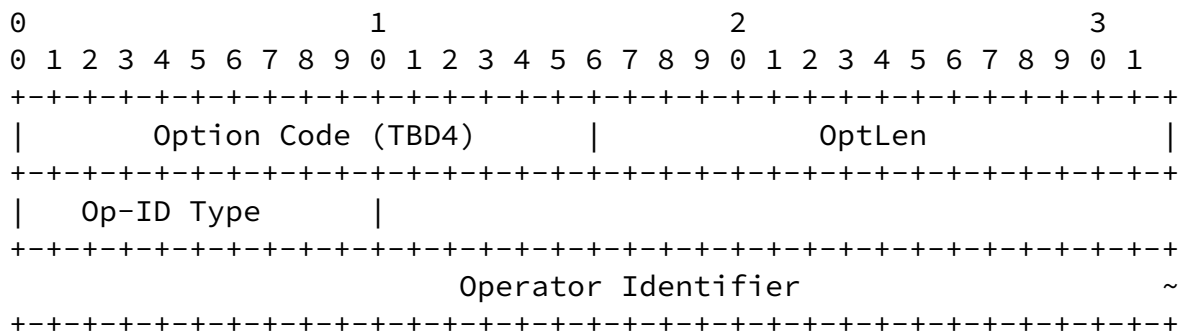 0                   1                   2                   3
0 1 2 3 4 5 6 7 8 9 0 1 2 3 4 5 6 7 8 9 0 1 2 3 4 5 6 7 8 9 0 1
+-+-+-+-+-+-+-+-+-+-+-+-+-+-+-+-+-+-+-+-+-+-+-+-+-+-+-+-+-+-+-+-+
|       Option Code (TBD4)      |            OptLen             |
+-+-+-+-+-+-+-+-+-+-+-+-+-+-+-+-+-+-+-+-+-+-+-+-+-+-+-+-+-+-+-+-+
|   Op-ID Type      |
+-+-+-+-+-+-+-+-+-+-+-+-+-+-+-+-+-+-+-+-+-+-+-+-+-+-+-+-+-+-+-+-+
                         Operator Identifier                    ~
+-+-+-+-+-+-+-+-+-+-+-+-+-+-+-+-+-+-+-+-+-+-+-+-+-+-+-+-+-+-+-+-+